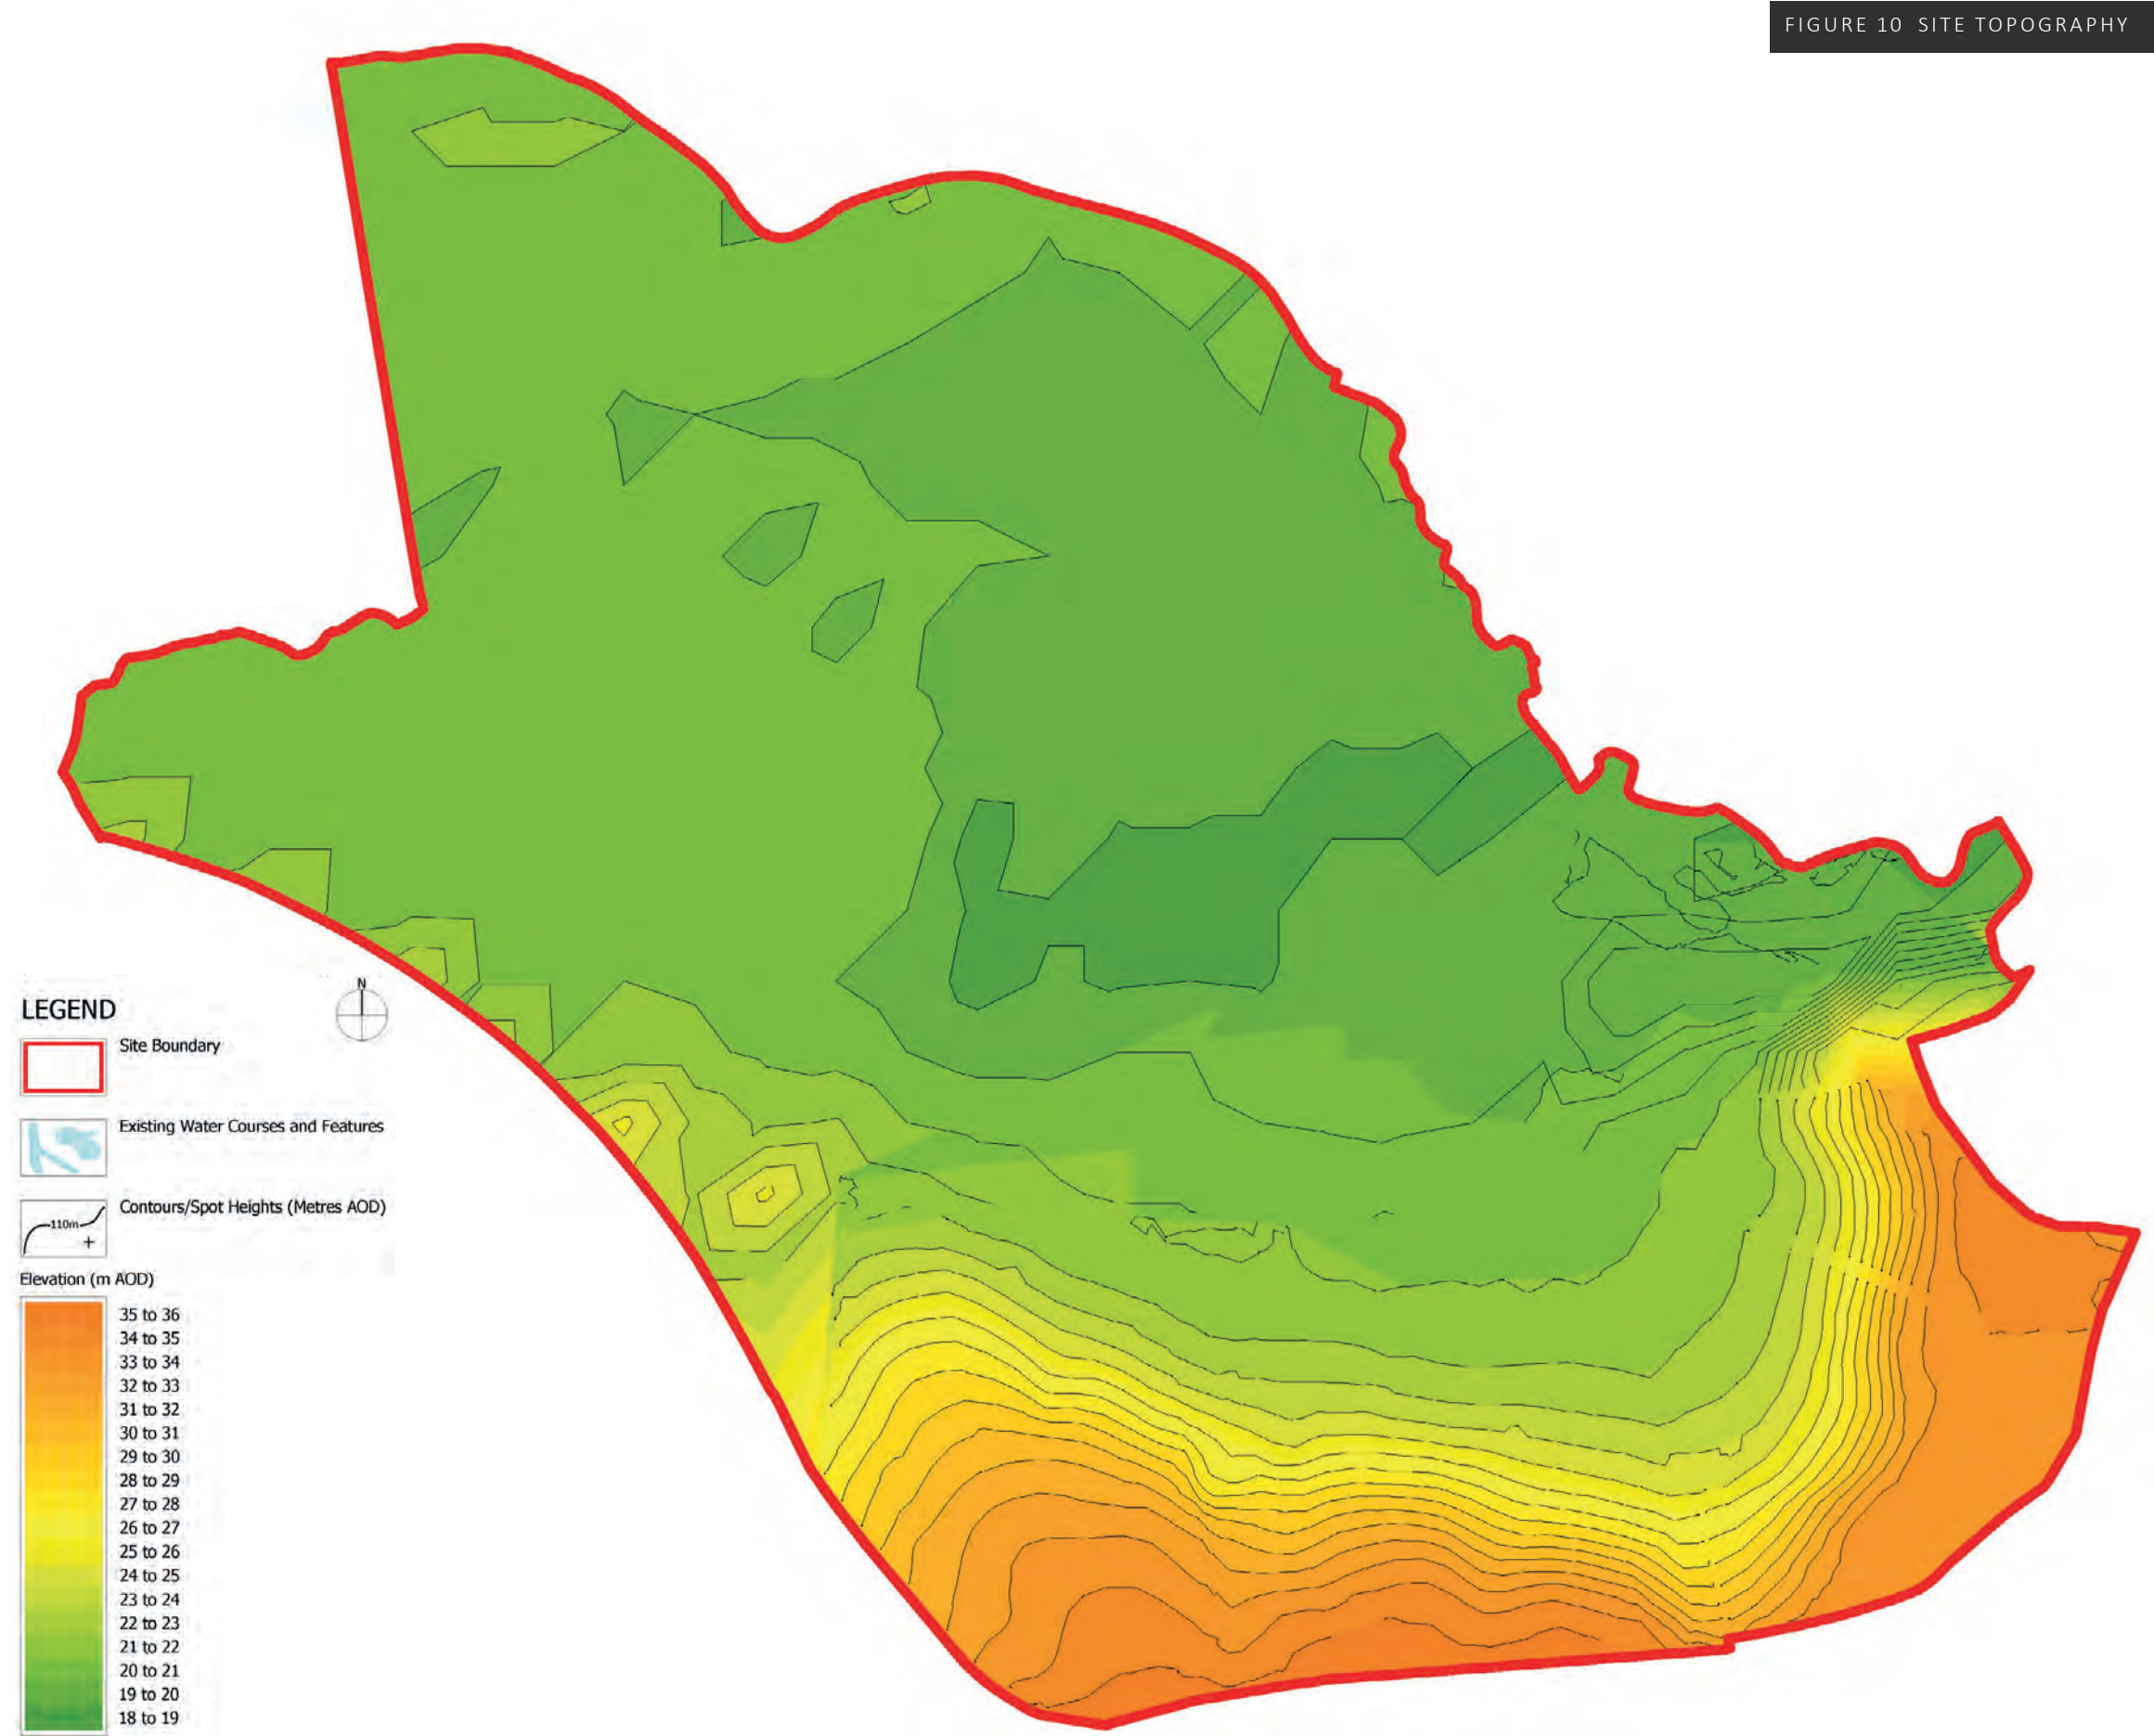 FIGURE 10 SITE TOPOGRAPHY
N
LEGEND
Site Boundary
Existing Water Courses and Features
110m
Contours/Spot Heights (Metres AOD)
Elevation (m AOD)
35 to 36
34 to 35
33 to 34
32 to 33
31 to 32
30 to 31
29 to 30
28 to 29
27 to 28
26 to 27
25 to 26
24 to 25
23 to 24
22 to 23
21 to 22
20 to 21
19 to 20
18 to 19